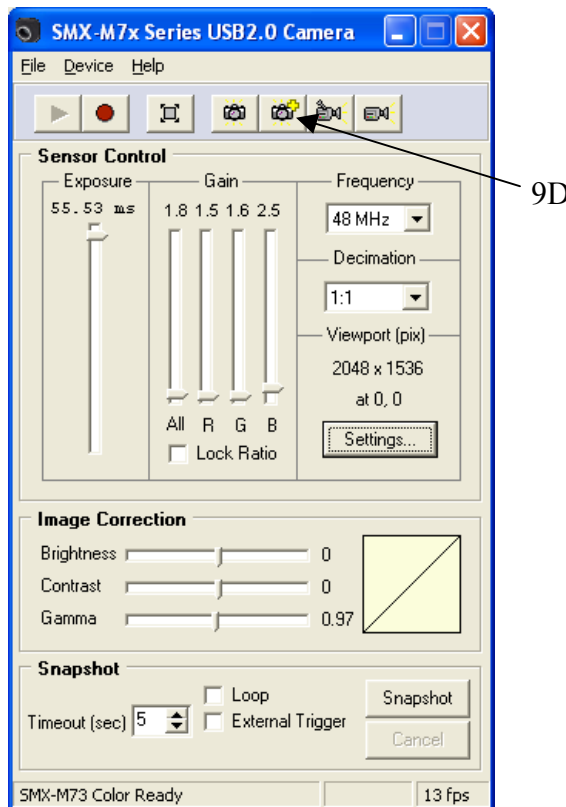 SMX-M7x Series USB2.0 Camera
File Device Help
Sensor Control
Exposure
55.53 ms
Gain
1.8 1.5 1.6 2.5
All R G B
Lock Ratio
Frequency
48 MHz
Decimation
1:1
Viewport (pix)
2048 x 1536
at 0, 0
Settings...
9D
Image Correction
Brightness 0
Contrast 0
Gamma 0.97
Snapshot
Timeout (sec) 5
Loop
External Trigger
Snapshot
Cancel
SMX-M73 Color Ready 13 fps